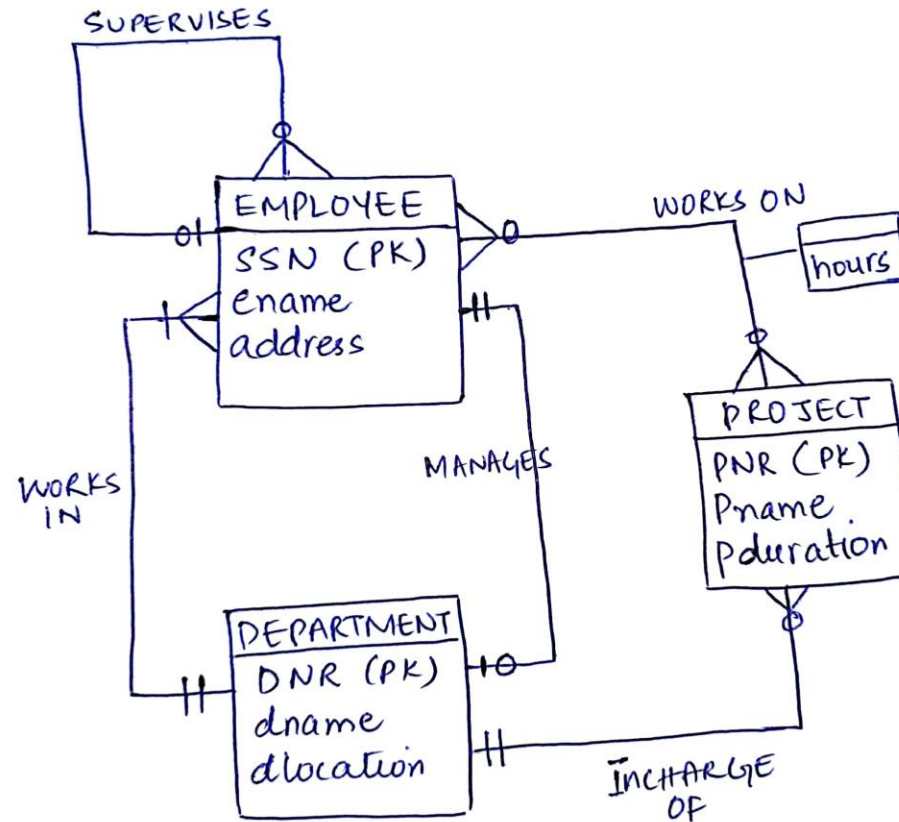 SUPERVISES
EMPLOYEE
SSN (PK)
ename
address
WORKS ON
hours
PROJECT
PNR (PK)
Pname
Pduration
MANAGES
WORKS
IN
DEPARTMENT
DNR (PK)
dname
dlocation
INCHARGE
OF